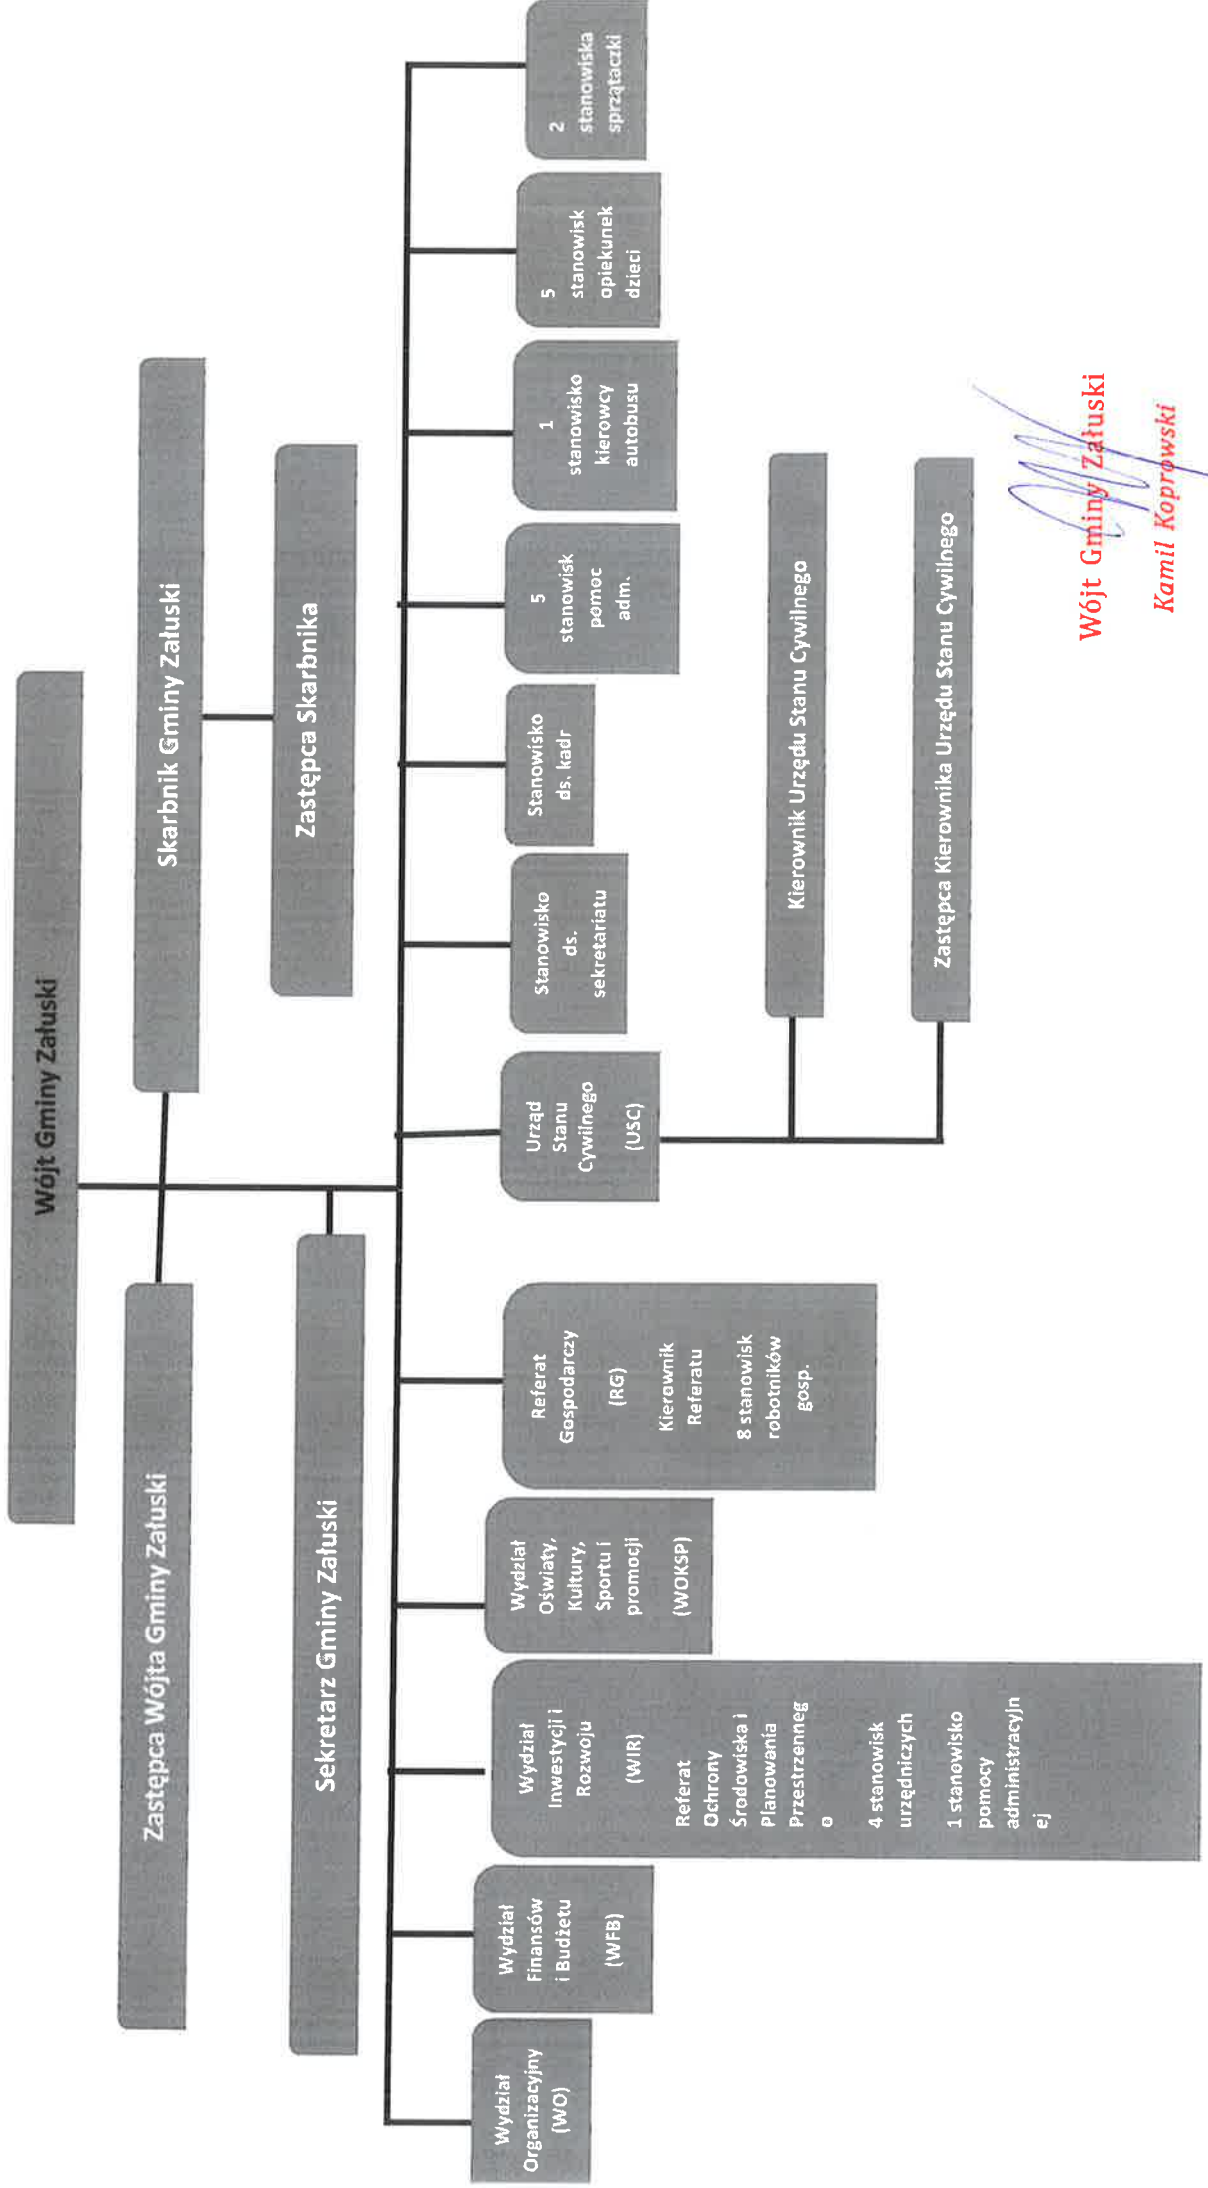 Wójt Gminy Załuski
Zastępca Wójta Gminy Załuski
Skarbnik Gminy Załuski
Sekretarz Gminy Załuski
Zastępca Skarbnika
Wydział
Organizacyjny
(WO)
Wydział
Finansów
i Budżetu
(WFB)
Wydział
Inwestycji i
Rozwoju
(WIR)
Referat
Ochrony
Środowiska i
Planowania
Przestrzenneg
o
4 stanowisk
urzędniczych
1 stanowisko
pomocy
administracyjn
ej
Wydział
Oświaty,
Kultury,
Sportu i
promocji
(WOKSP)
Referat
Gospodarczy
(RG)
Kierownik
Referatu
8 stanowisk
robotników
gosp.
Urząd
Stanu
Cywilnego
(USC)
Stanowisko
ds.
sekretariatu
Stanowisko
ds. kadr
5
stanowisk
pomoc
adm.
1
stanowisko
kierowcy
autobusu
5
stanowisk
opiekunek
dzieci
2
stanowiska
sprzątaczki
Kierownik Urzędu Stanu Cywilnego
Zastępca Kierownika Urzędu Stanu Cywilnego
Wójt Gminy Załuski
Kamil Koprowski